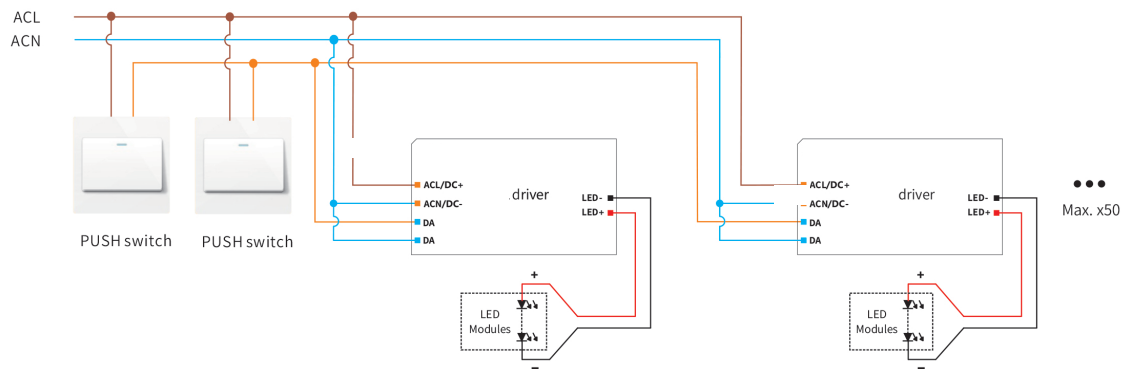 ACL
ACN
PUSH switch
PUSH switch
ACL/DC+
ACN/DC-
DA
DA
driver
LED-
LED+
+
LED
Modules
–
ACL/DC+
ACN/DC-
DA
DA
driver
LED-
LED+
+
LED
Modules
–
●●●
Max. x50